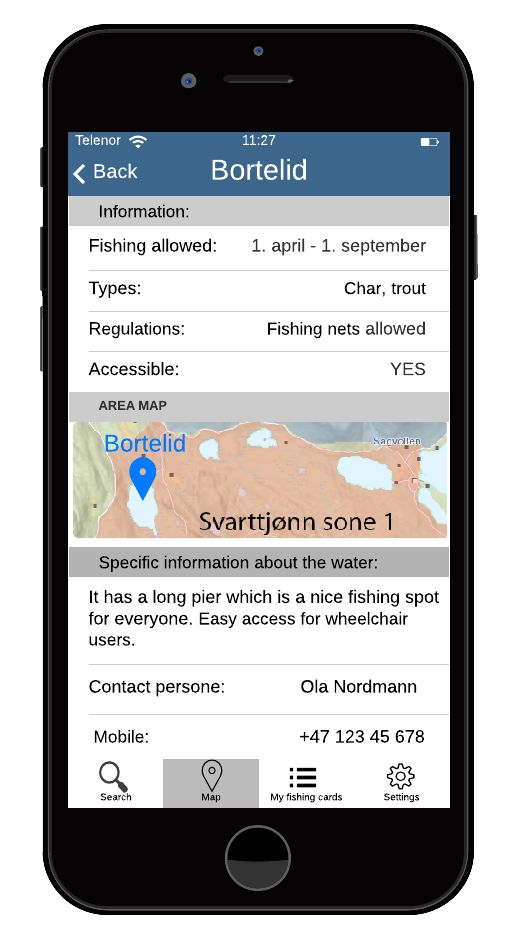 Telenor 11:27
Back Bortelid
Information:
Fishing allowed: 1. april - 1. september
Types: Char, trout
Regulations: Fishing nets allowed
Accessible: YES
AREA MAP
Bortelid
Sagvollen
Svarttjønn sone 1
Specific information about the water:
It has a long pier which is a nice fishing spot
for everyone. Easy access for wheelchair
users.
Contact persone: Ola Nordmann
Mobile: +47 123 45 678
Search Map My fishing cards Settings